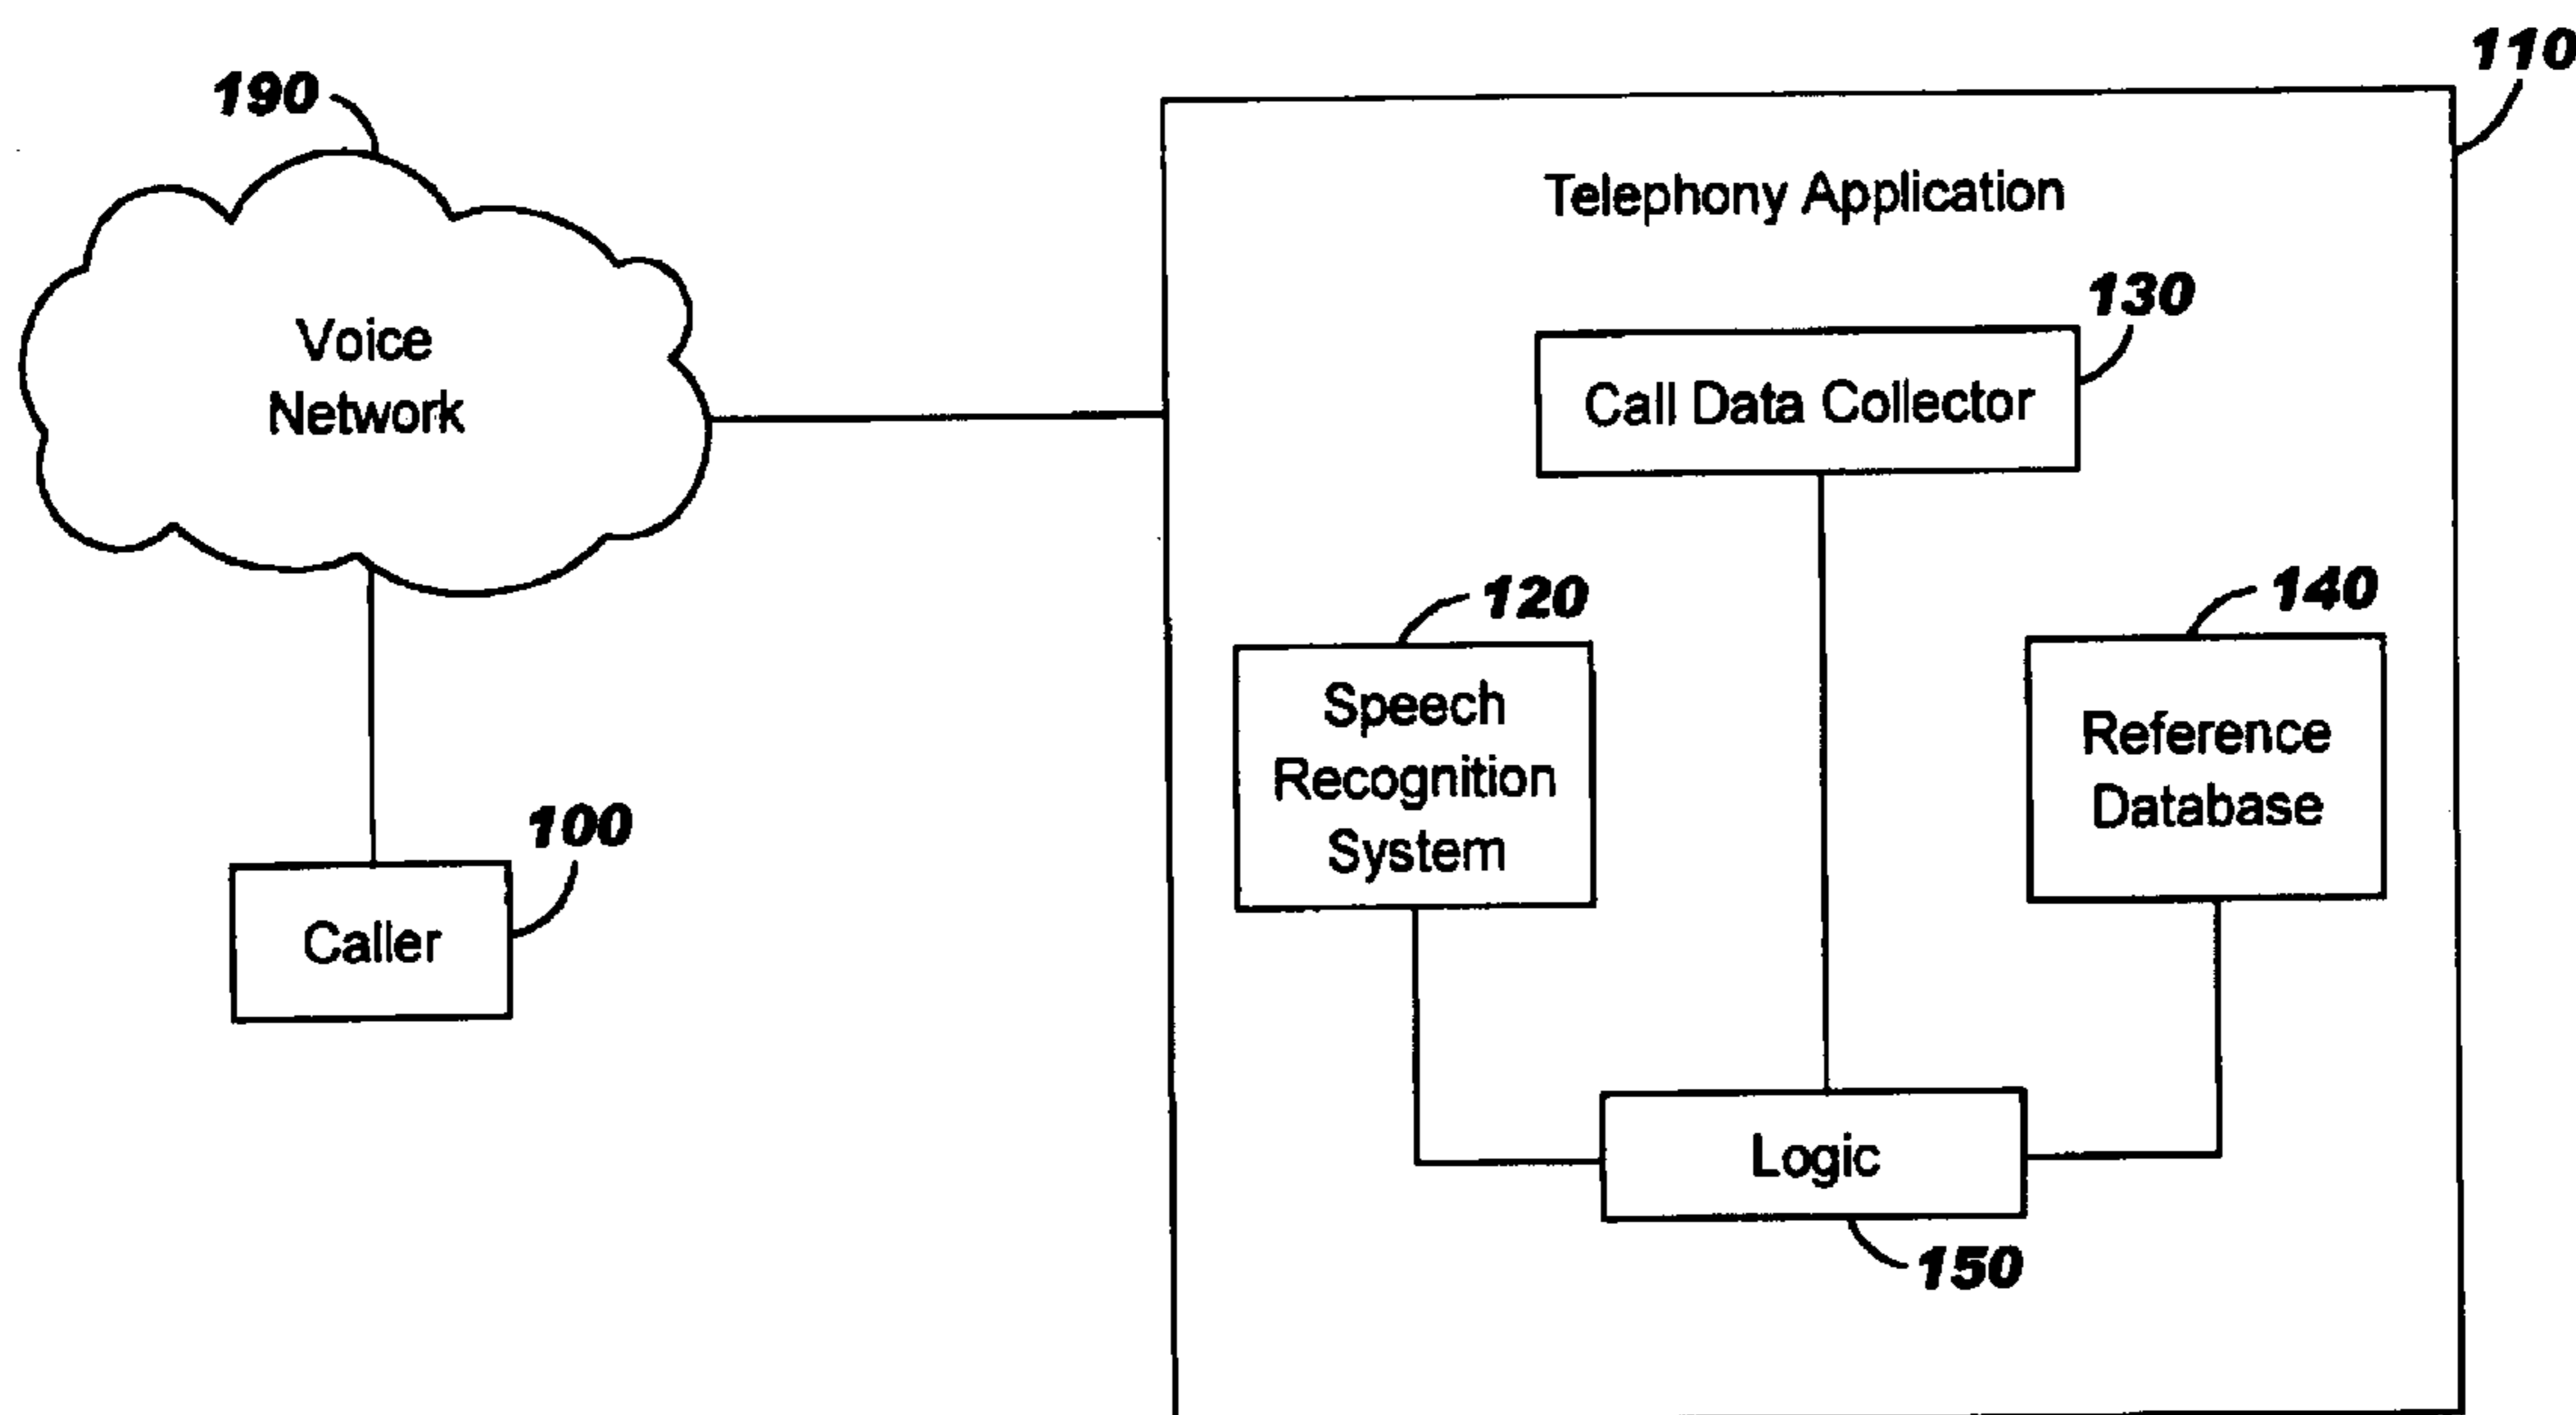 110
190
Telephony Application
130
Voice
Network
Call Data Collector
120
140
Speech
Recognition
System
Reference
Database
100
Caller
Logic
150